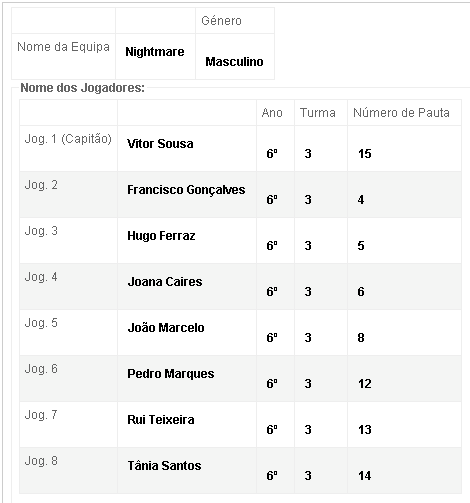 Género
Nome da Equipa Nightmare Masculino
Nome dos Jogadores:
Ano Turma Número de Pauta
Jog. 1 (Capitão) Vitor Sousa 6º 3 15
Jog. 2 Francisco Gonçalves 6º 3 4
Jog. 3 Hugo Ferraz 6º 3 5
Jog. 4 Joana Caires 6º 3 6
Jog. 5 João Marcelo 6º 3 8
Jog. 6 Pedro Marques 6º 3 12
Jog. 7 Rui Teixeira 6º 3 13
Jog. 8 Tânia Santos 6º 3 14